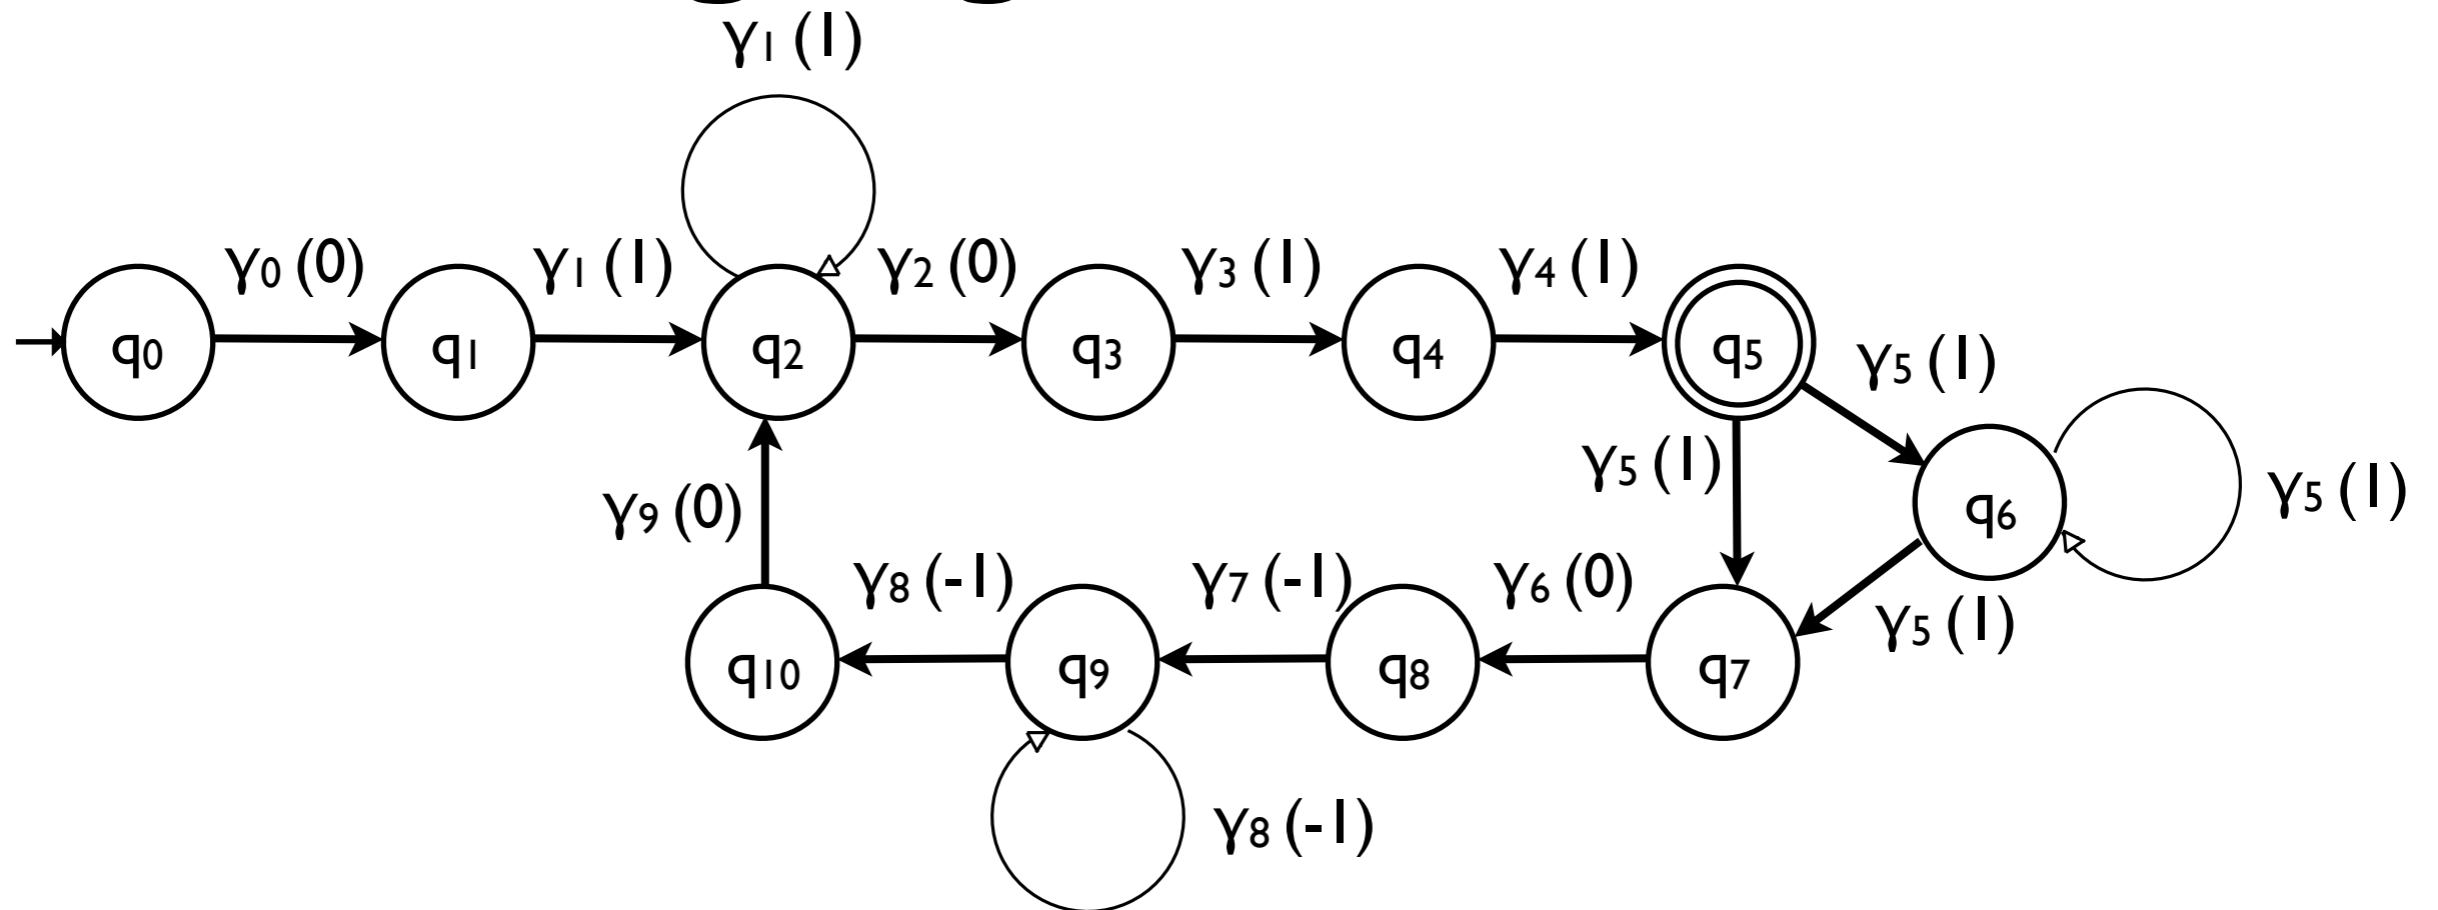 γ1 (1)
γ0 (0) γ1 (1) γ2 (0) γ3 (1) γ4 (1)
q0 q1 q2 q3 q4 q5 γ5 (1)
γ5 (1)
γ9 (0) q6 γ5 (1)
γ8 (-1) γ7 (-1) γ6 (0)
γ5 (1)
q10 q9 q8 q7
γ8 (-1)